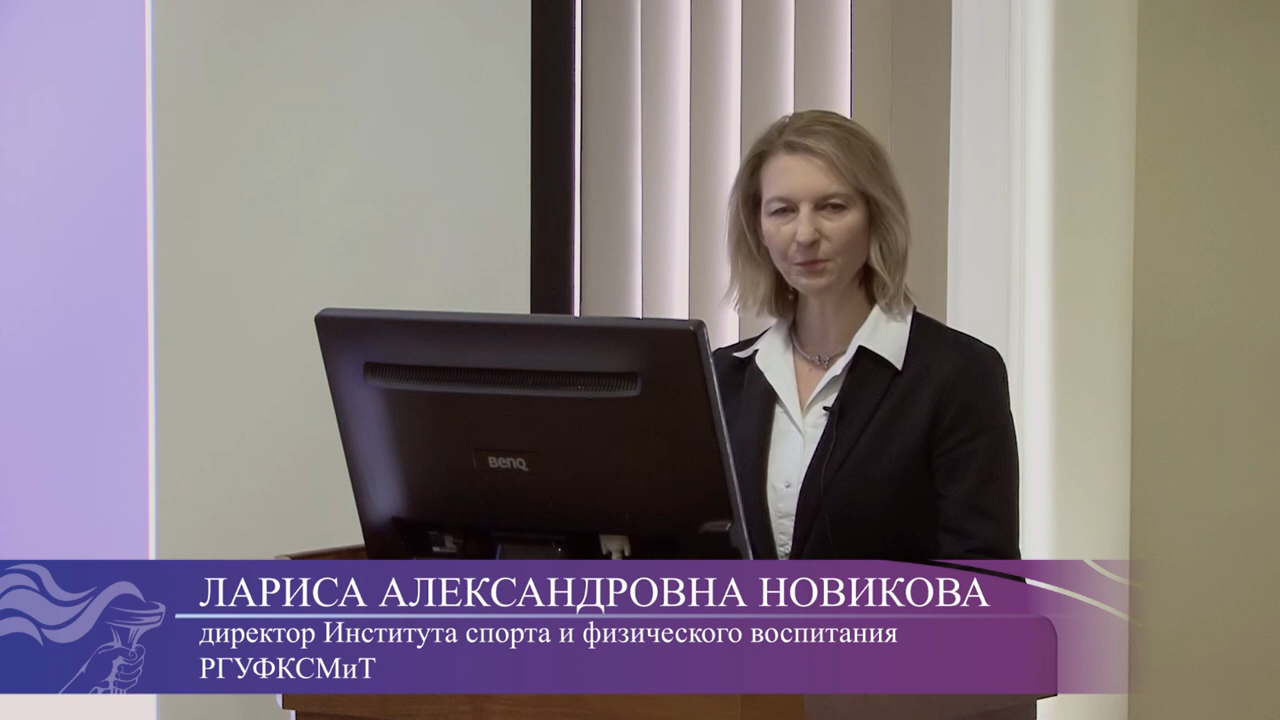 BenQ
ЛАРИСА АЛЕКСАНДРОВНА НОВИКОВА
директор Института спорта и физического воспитания
РГУФКСМиТ